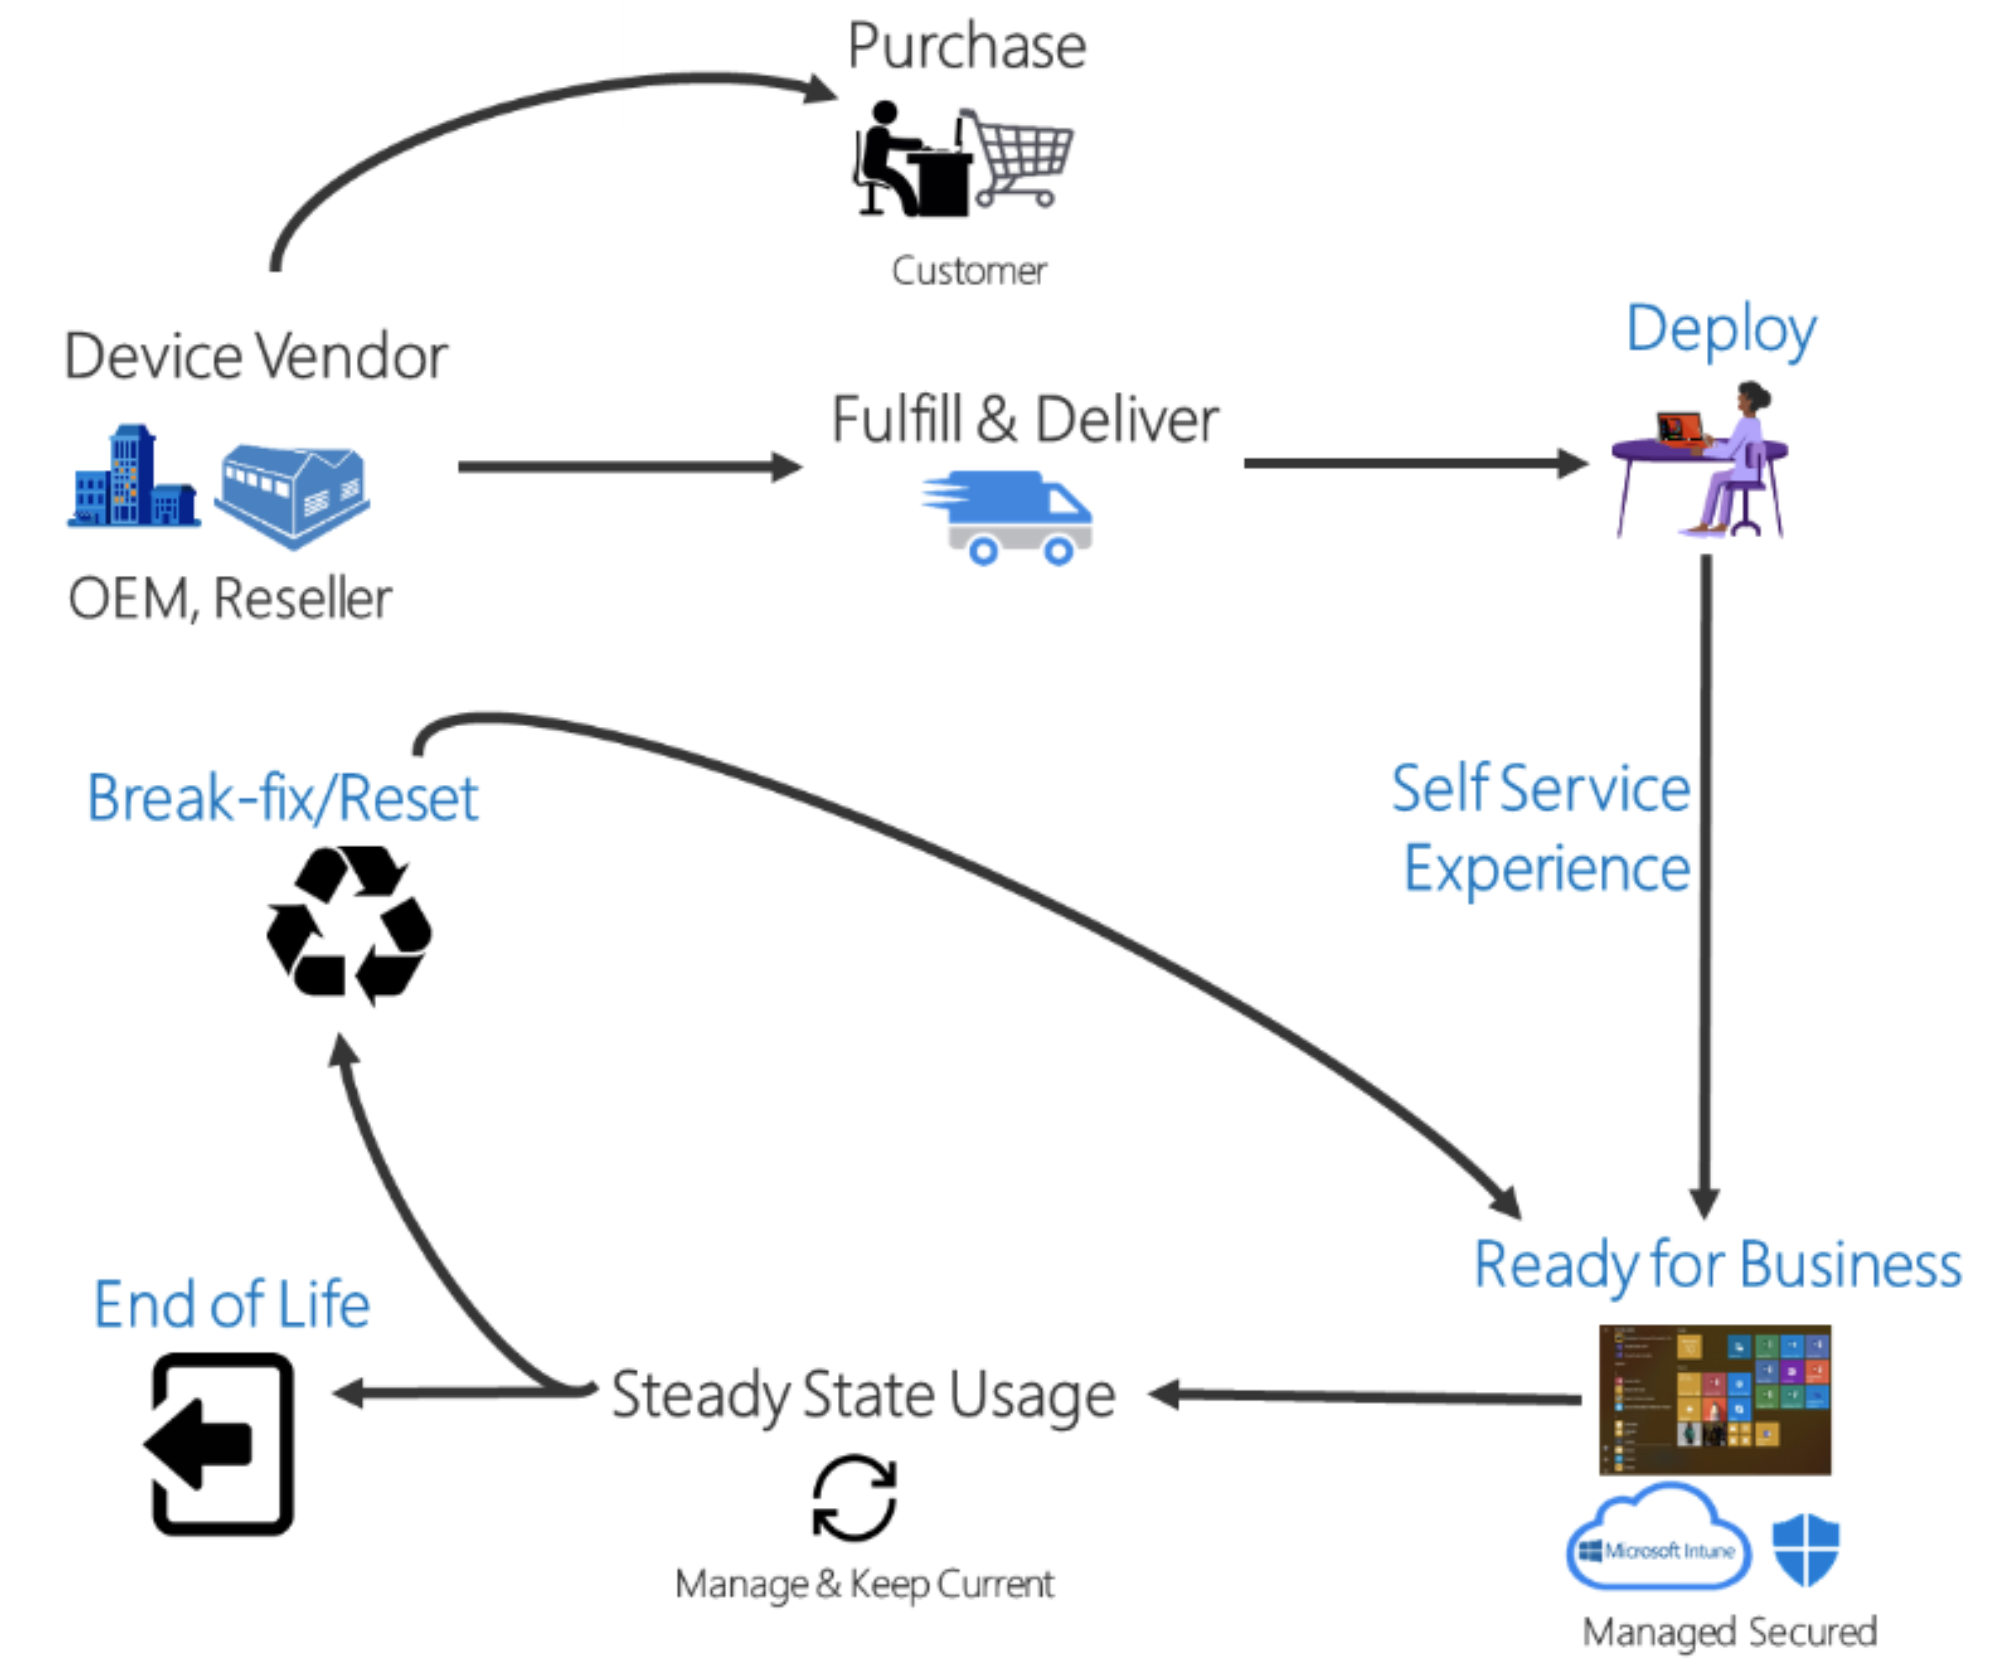 Purchase
Customer
Device Vendor
OEM, Reseller
Fulfill & Deliver
Deploy
Self Service
Experience
Break-fix/Reset
Ready for Business
Microsoft Intune
Managed Secured
Steady State Usage
Manage & Keep Current
End of Life